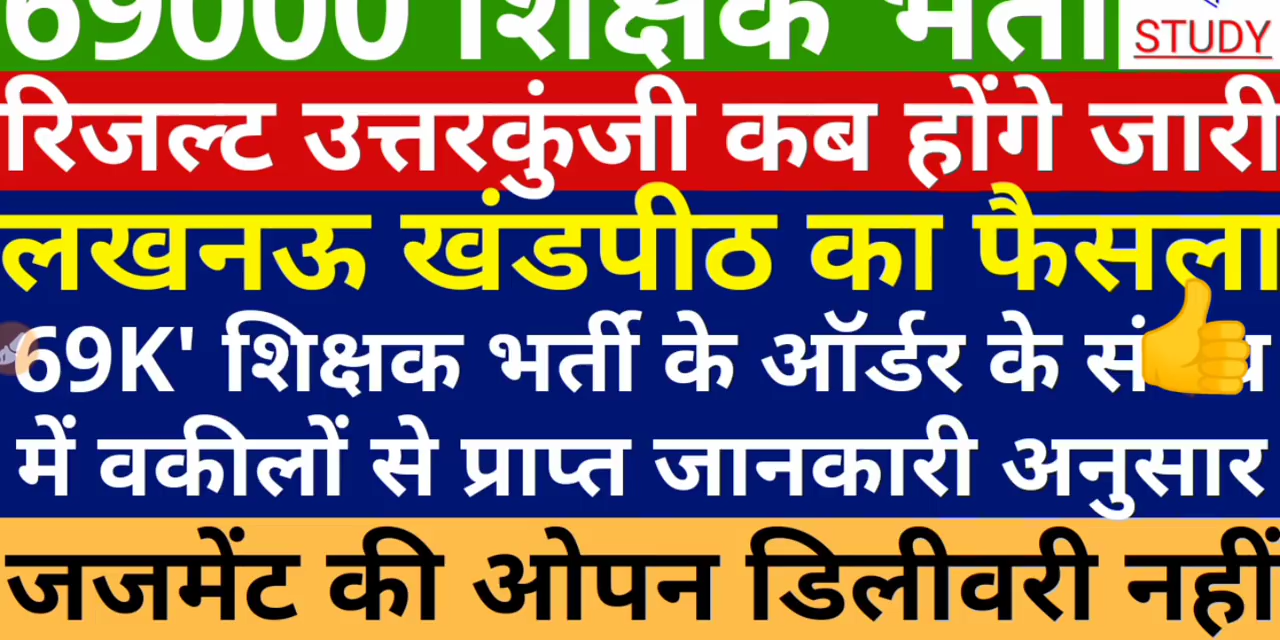 69000 शिक्षक भर्ती
STUDY
रिजल्ट उत्तरकुंजी कब होंगे जारी
लखनऊ खंडपीठ का फैसला
69K' शिक्षक भर्ती के ऑर्डर के
में वकीलों से प्राप्त जानकारी अनुसार
जजमेंट की ओपन डिलीवरी नहीं